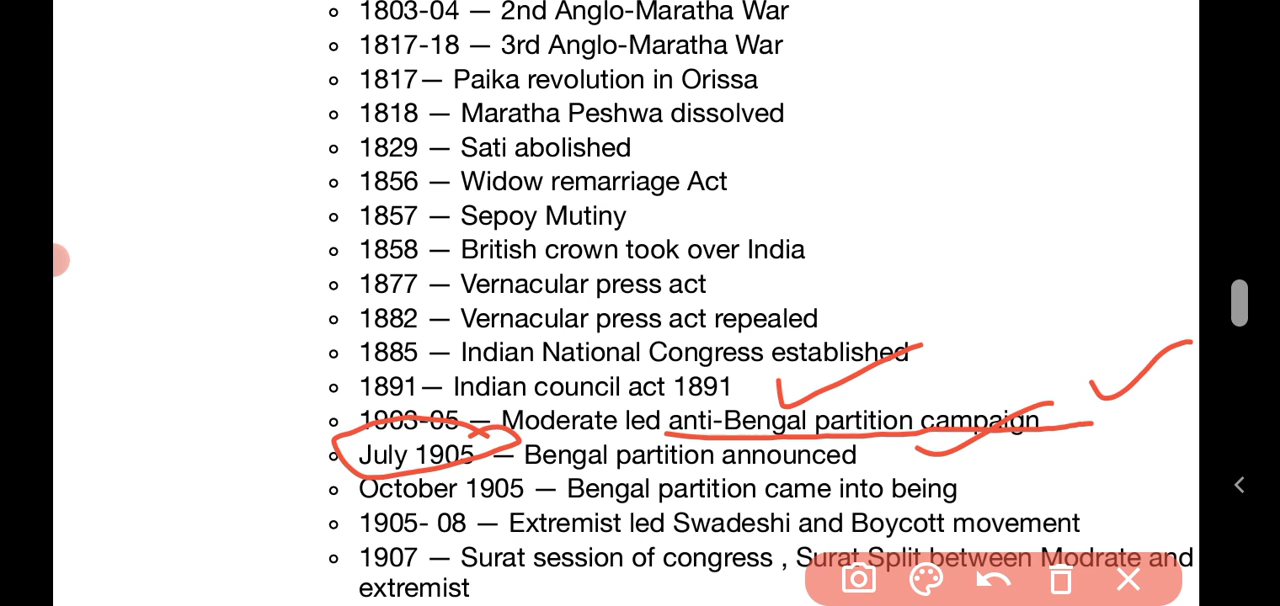 1803-04 — 2nd Anglo-Maratha War
1817-18 — 3rd Anglo-Maratha War
1817— Paika revolution in Orissa
1818 — Maratha Peshwa dissolved
1829 — Sati abolished
1856 — Widow remarriage Act
1857 — Sepoy Mutiny
1858 — British crown took over India
1877 — Vernacular press act
1882 — Vernacular press act repealed
1885 — Indian National Congress established
1891— Indian council act 1891
1903-05 — Moderate led anti-Bengal partition campaign
July 1905 — Bengal partition announced
October 1905 — Bengal partition came into being
1905- 08 — Extremist led Swadeshi and Boycott movement
1907 — Surat session of congress , Surat Split between Modrate and
extremist